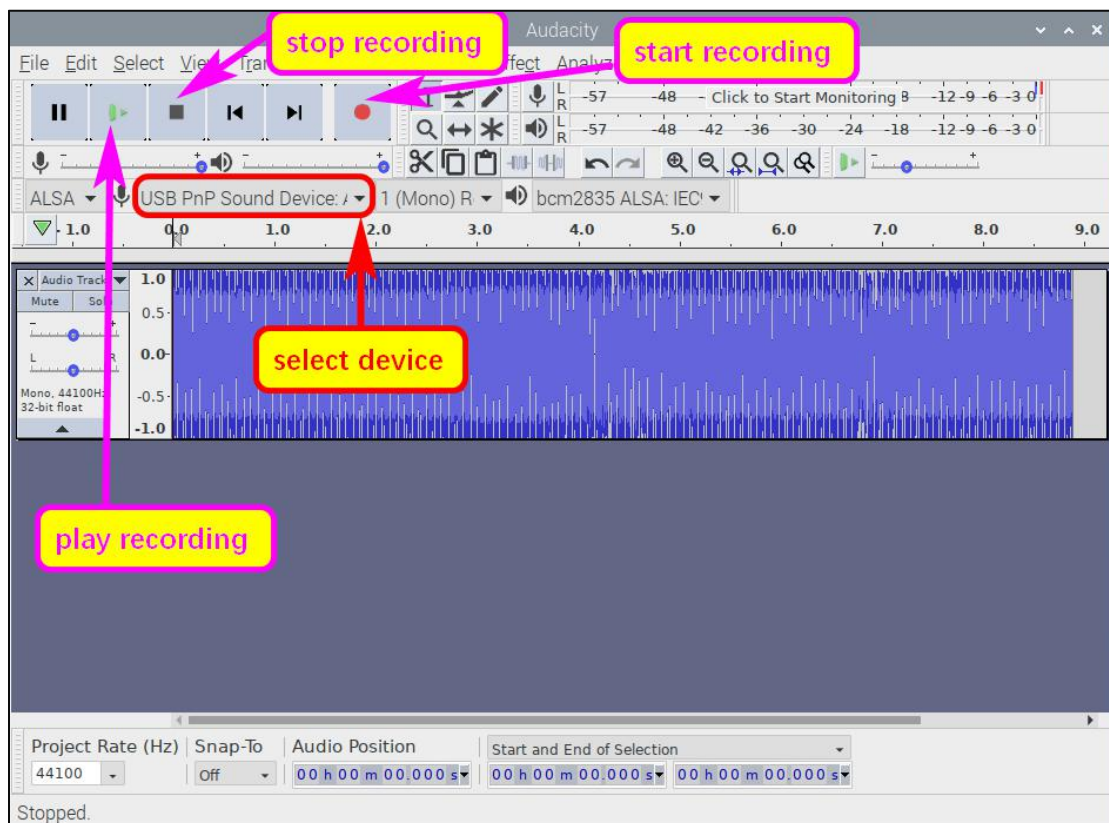 Audacity
stop recording
start recording
File Edit Select View Tran ffect Analyz
L
R
-57 -48 - Click to Start Monitoring 8 -12 -9 -6 -3 0
L
R
-57 -48 -42 -36 -30 -24 -18 -12 -9 -6 -3 0
- + - + - +
ALSA USB PnP Sound Device: 1 (Mono) R bcm2835 ALSA: IEC
- 1.0 0.0 1.0 2.0 3.0 4.0 5.0 6.0 7.0 8.0 9.0
X Audio Track
Mute Solo
- +
L R
Mono, 44100Hz
32-bit float
1.0
0.5
0.0
-0.5
-1.0
select device
play recording
Project Rate (Hz) Snap-To Audio Position Start and End of Selection
44100 Off 00 h 00 m 00.000 s 00 h 00 m 00.000 s 00 h 00 m 00.000 s
Stopped.